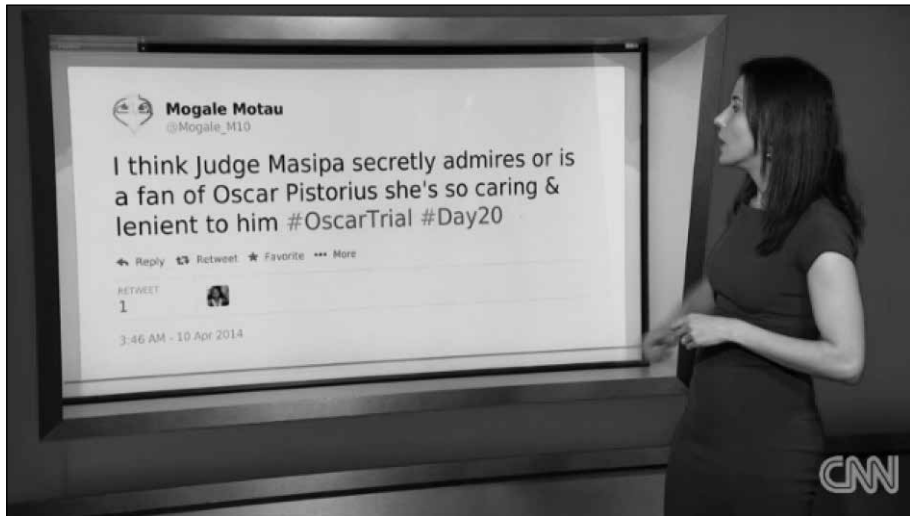 Mogale Motau
@Mogale_M10
I think Judge Masipa secretly admires or is
a fan of Oscar Pistorius she's so caring &
lenient to him #OscarTrial #Day20
Reply Retweet Favorite More
RETWEET
1
3:46 AM - 10 Apr 2014
CNN